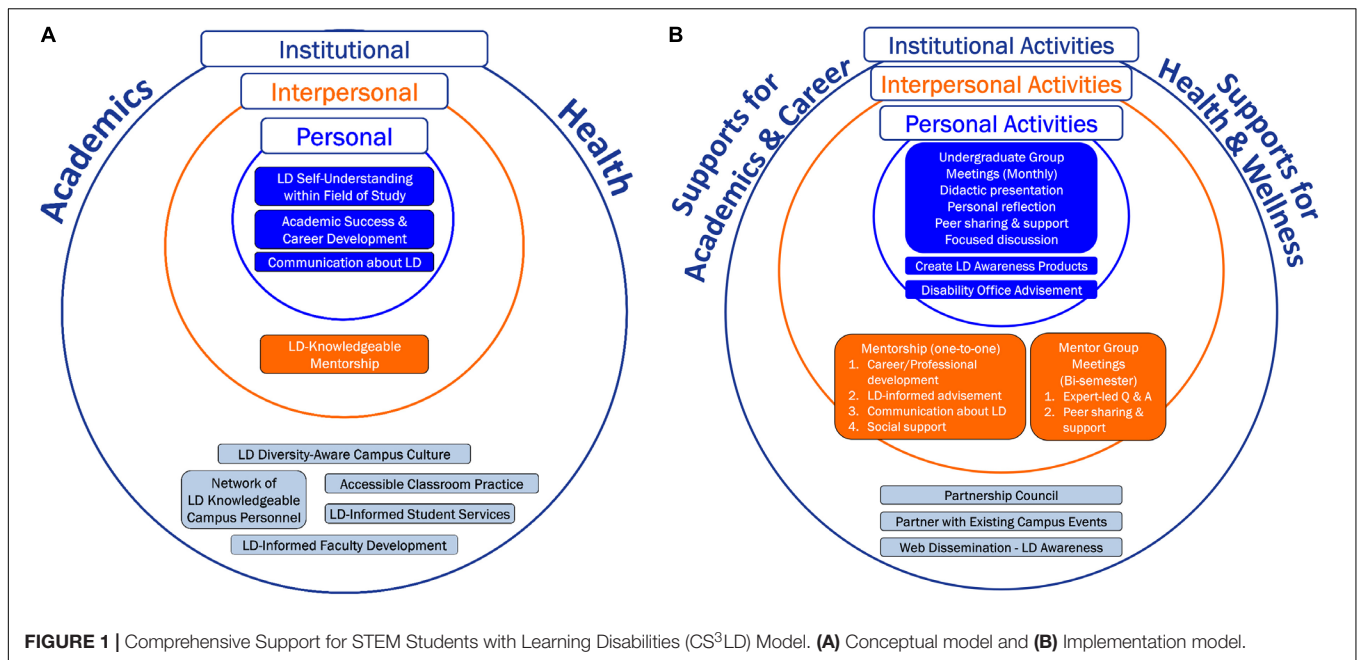 A
Institutional
Interpersonal
Personal
Academics
Health
LD Self-Understanding
within Field of Study
Academic Success &
Career Development
Communication about LD
LD-Knowledgeable
Mentorship
LD Diversity-Aware Campus Culture
Network of
LD Knowledgeable
Campus Personnel
Accessible Classroom Practice
LD-Informed Student Services
LD-Informed Faculty Development
B
Institutional Activities
Interpersonal Activities
Personal Activities
Supports for
Academics & Career
Supports for
Health & Wellness
Undergraduate Group
Meetings (Monthly)
Didactic presentation
Personal reflection
Peer sharing & support
Focused discussion
Create LD Awareness Products
Disability Office Advisement
Mentorship (one-to-one)
1. Career/Professional
development
2. LD-informed advisement
3. Communication about LD
4. Social support
Mentor Group
Meetings
(Bi-semester)
1. Expert-led Q & A
2. Peer sharing &
support
Partnership Council
Partner with Existing Campus Events
Web Dissemination - LD Awareness
FIGURE 1 | Comprehensive Support for STEM Students with Learning Disabilities (CS³LD) Model. (A) Conceptual model and (B) Implementation model.